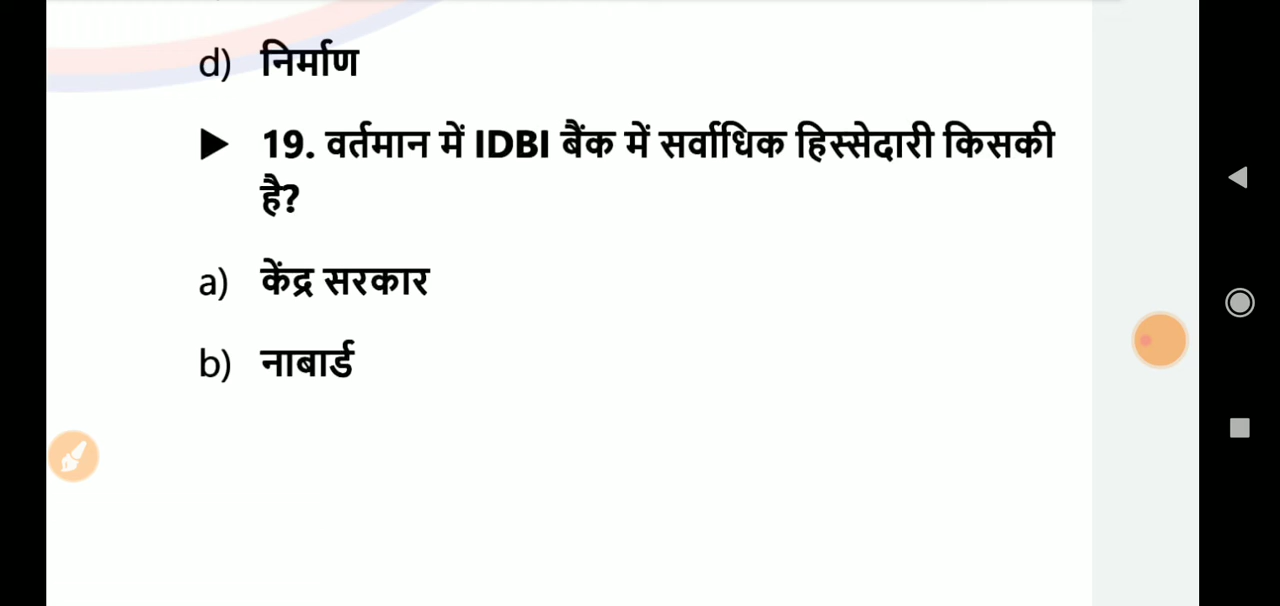 d) निर्माण
▶ 19. वर्तमान में IDBI बैंक में सर्वाधिक हिस्सेदारी किसकी
है?
a) केंद्र सरकार
b) नाबार्ड